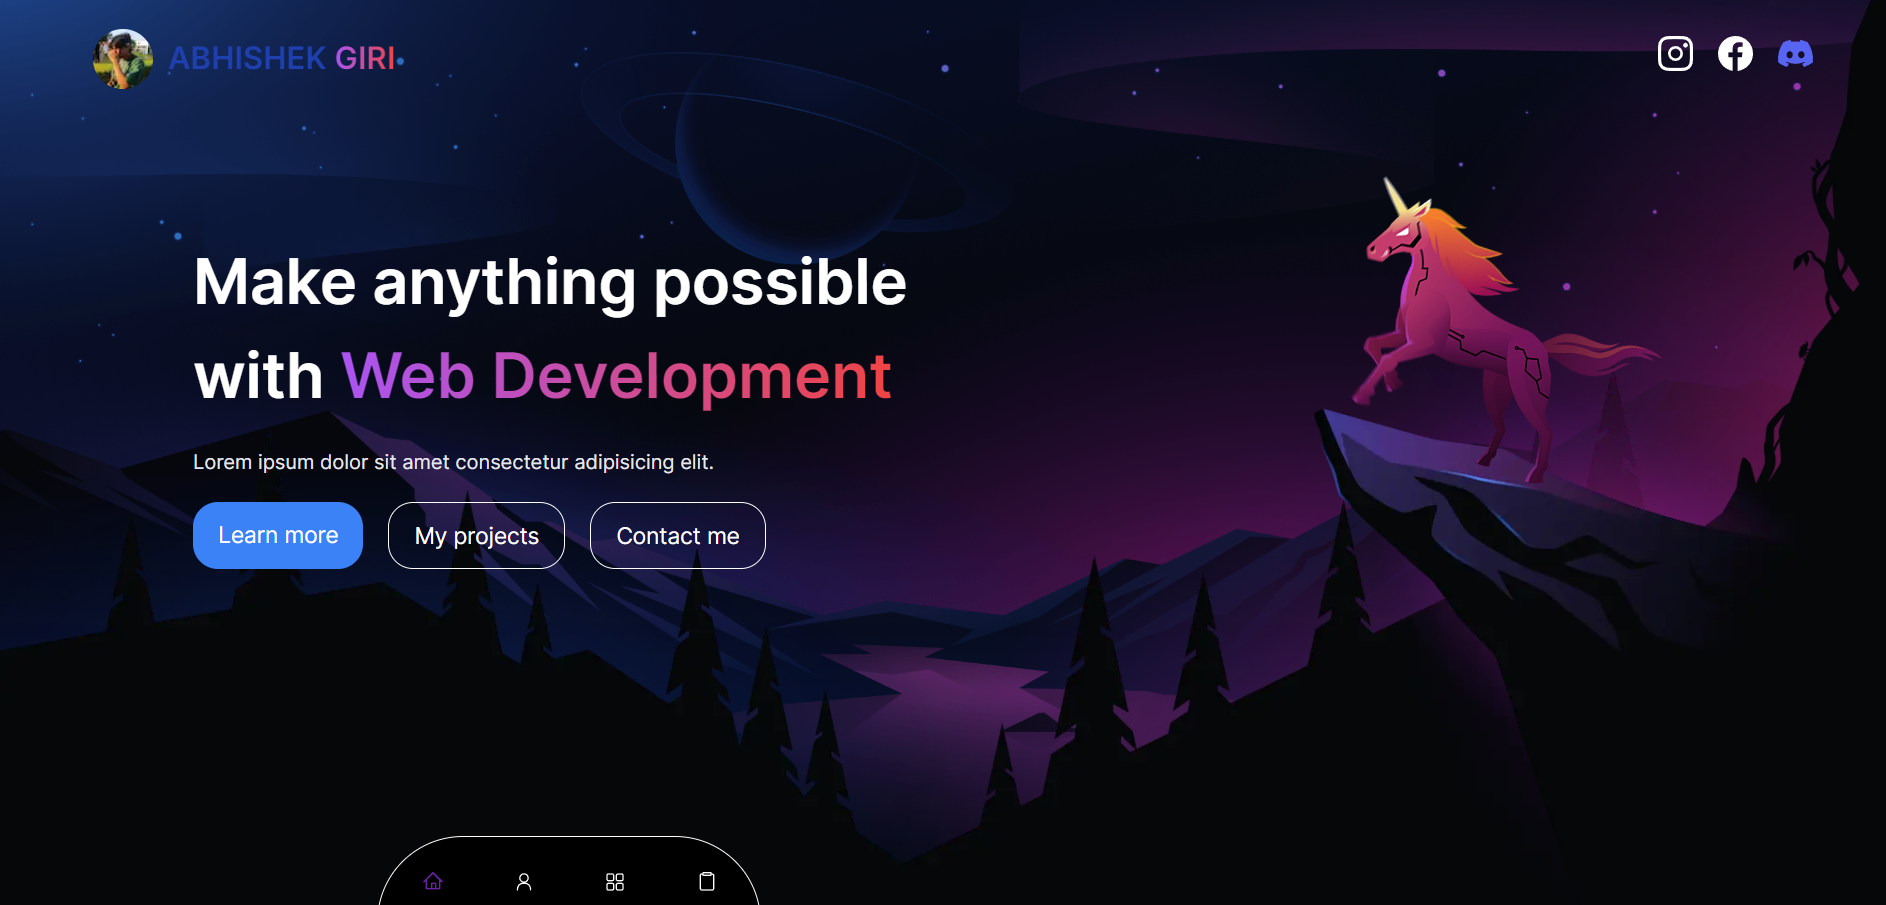 ABHISHEK GIRI
Make anything possible
with Web Development
Lorem ipsum dolor sit amet consectetur adipisicing elit.
Learn more
My projects
Contact me